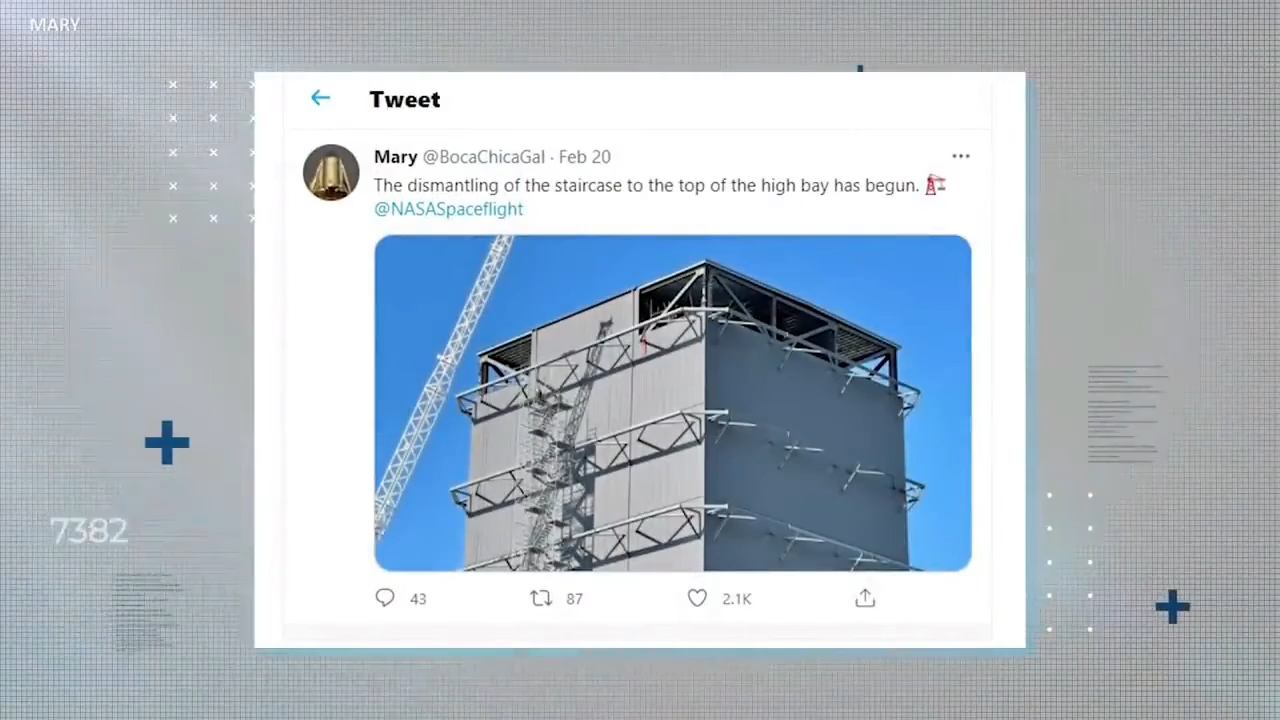 MARY
Tweet
Mary @BocaChicaGal · Feb 20
The dismantling of the staircase to the top of the high bay has begun. 🏗
@NASASpaceflight
43 87 2.1K
7382